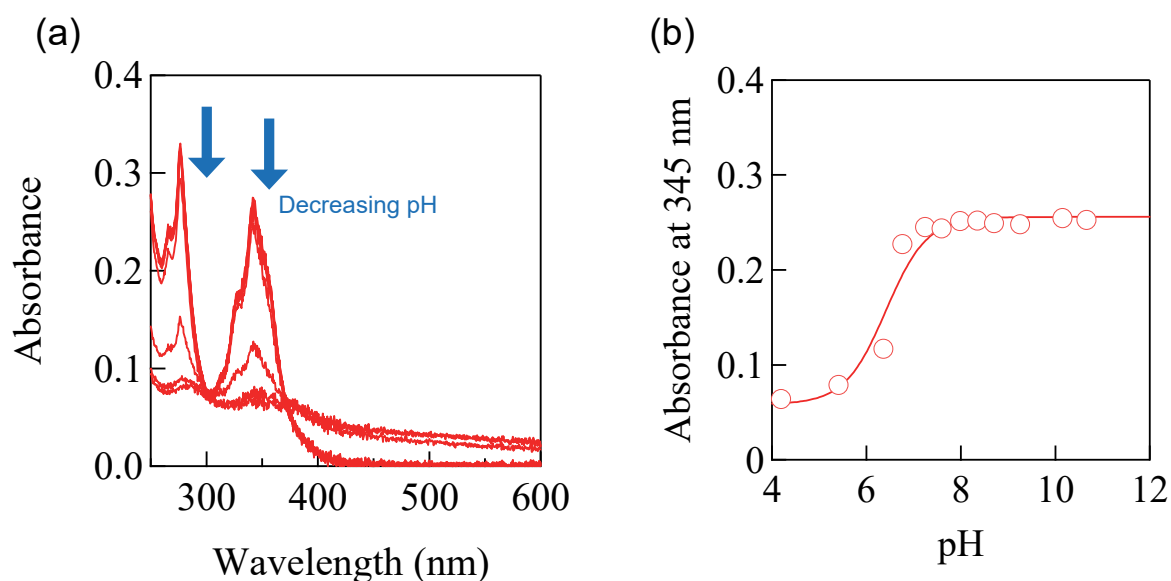 (a)
Absorbance
0.4
0.3
0.2
0.1
0.0
Decreasing pH
300
400
500
600
Wavelength (nm)
(b)
Absorbance at 345 nm
0.4
0.3
0.2
0.1
0
4
6
8
10
12
pH